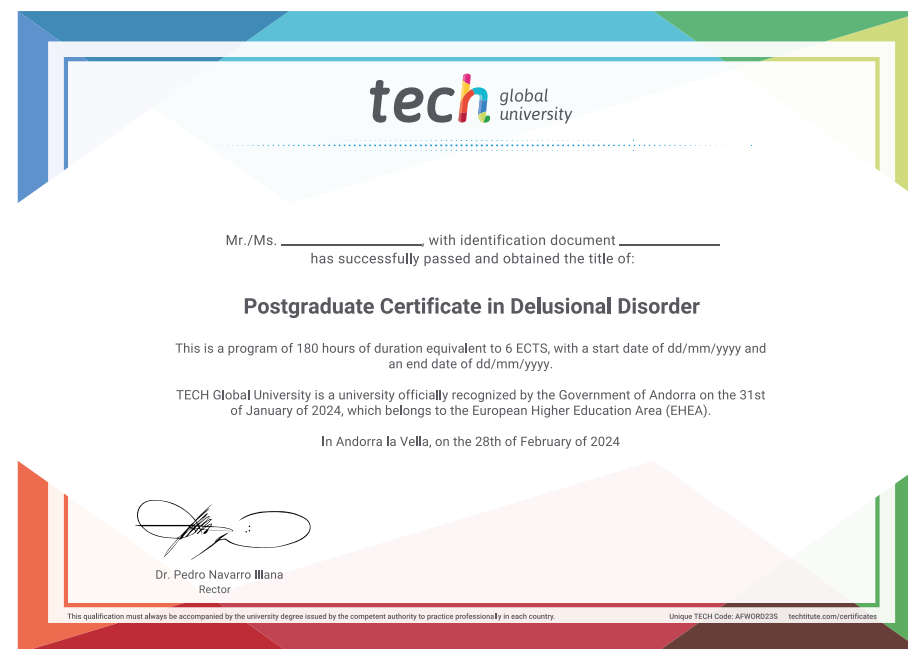 tech global university
Mr./Ms. ____________, with identification document ____________
has successfully passed and obtained the title of:
Postgraduate Certificate in Delusional Disorder
This is a program of 180 hours of duration equivalent to 6 ECTS, with a start date of dd/mm/yyyy and
an end date of dd/mm/yyyy.
TECH Global University is a university officially recognized by the Government of Andorra on the 31st
of January of 2024, which belongs to the European Higher Education Area (EHEA).
In Andorra la Vella, on the 28th of February of 2024
Dr. Pedro Navarro Illana
Rector
This qualification must always be accompanied by the university degree issued by the competent authority to practice professionally in each country.
Unique TECH Code: AFWORD23S techtitute.com/certificates